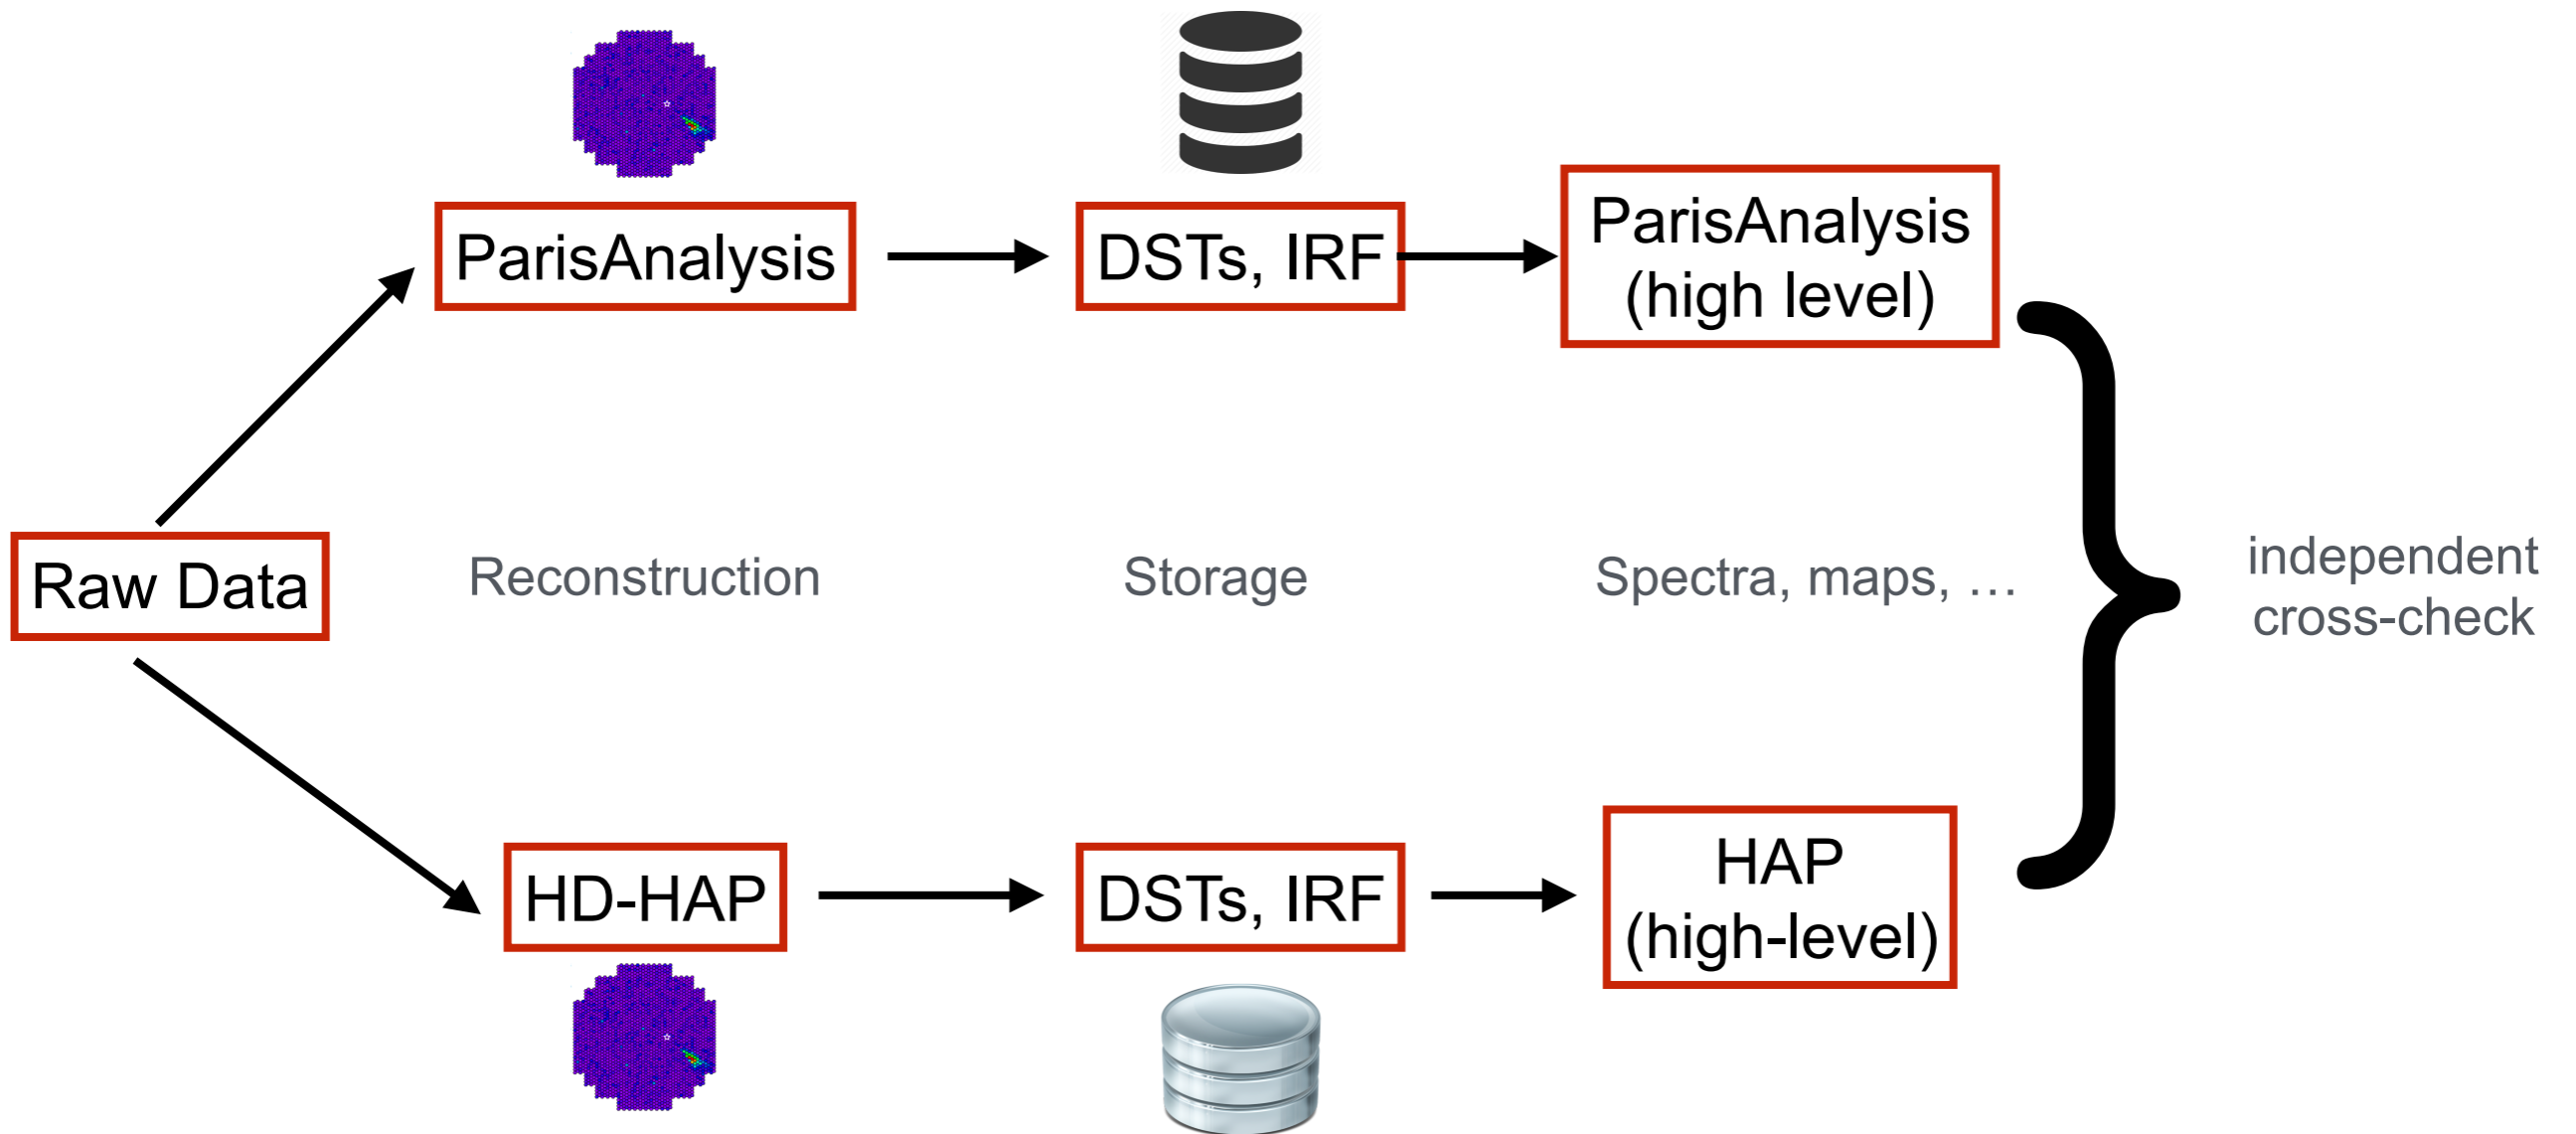 ParisAnalysis
DSTs, IRF
ParisAnalysis
(high level)
Raw Data
Reconstruction
Storage
Spectra, maps, …
independent
cross-check
HD-HAP
DSTs, IRF
HAP
(high-level)